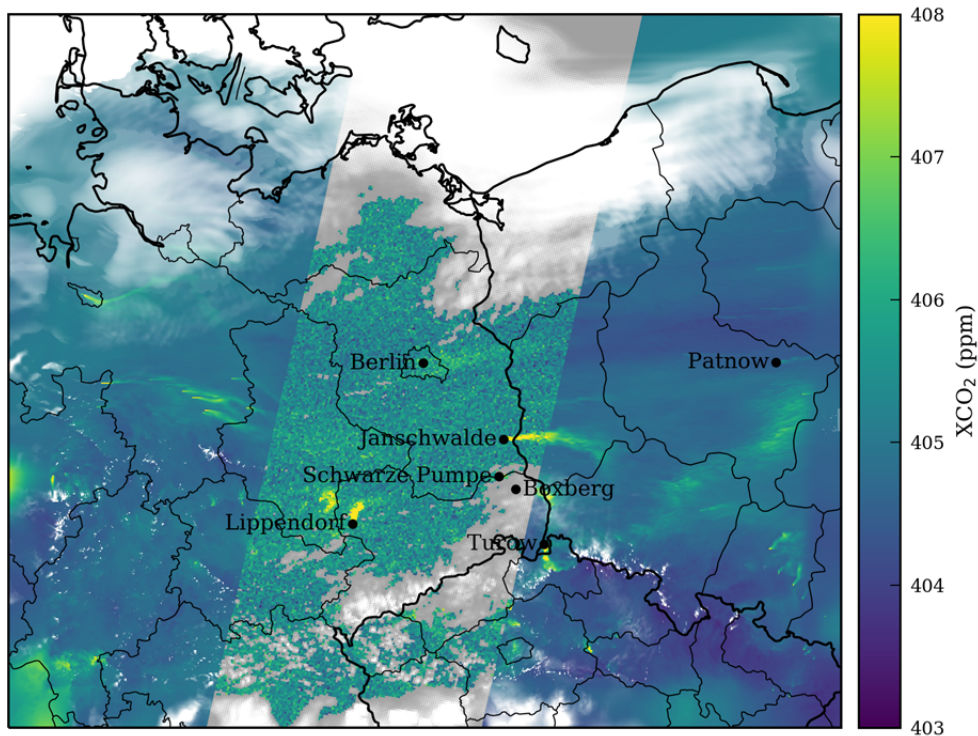 408
407
406
405
404
403
XCO₂ (ppm)
Berlin
Patnow
Janschwalde
Schwarze Pumpe
Boxberg
Lippendorf
Turow